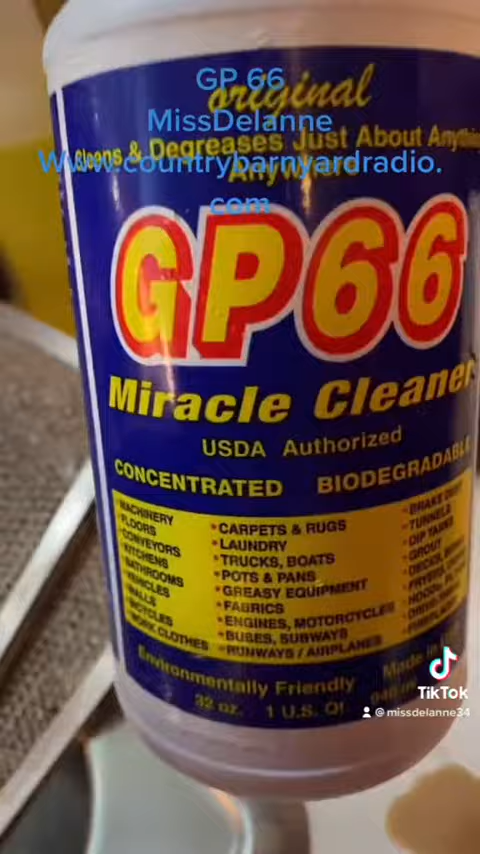 GP 66
MissDelanne
Www.countrybarnyardradio.
com
original
Cleans & Degreases Just About Anything
Anywhere
GP66
Miracle Cleaner
USDA Authorized
CONCENTRATED BIODEGRADABLE
MACHINERY
FLOORS
CONVEYORS
KITCHENS
BATHROOMS
VEHICLES
WALLS
BICYCLES
WORK CLOTHES
CARPETS & RUGS
LAUNDRY
TRUCKS, BOATS
POTS & PANS
GREASY EQUIPMENT
FABRICS
ENGINES, MOTORCYCLES
BUSES, SUBWAYS
RUNWAYS / AIRPLANES
BRAKE
TUNNELS
DIP TANKS
GROUT
DECKS,
Environmentally Friendly
Made in
32 oz. 1 U.S. Qt.
TikTok
@missdelanne34